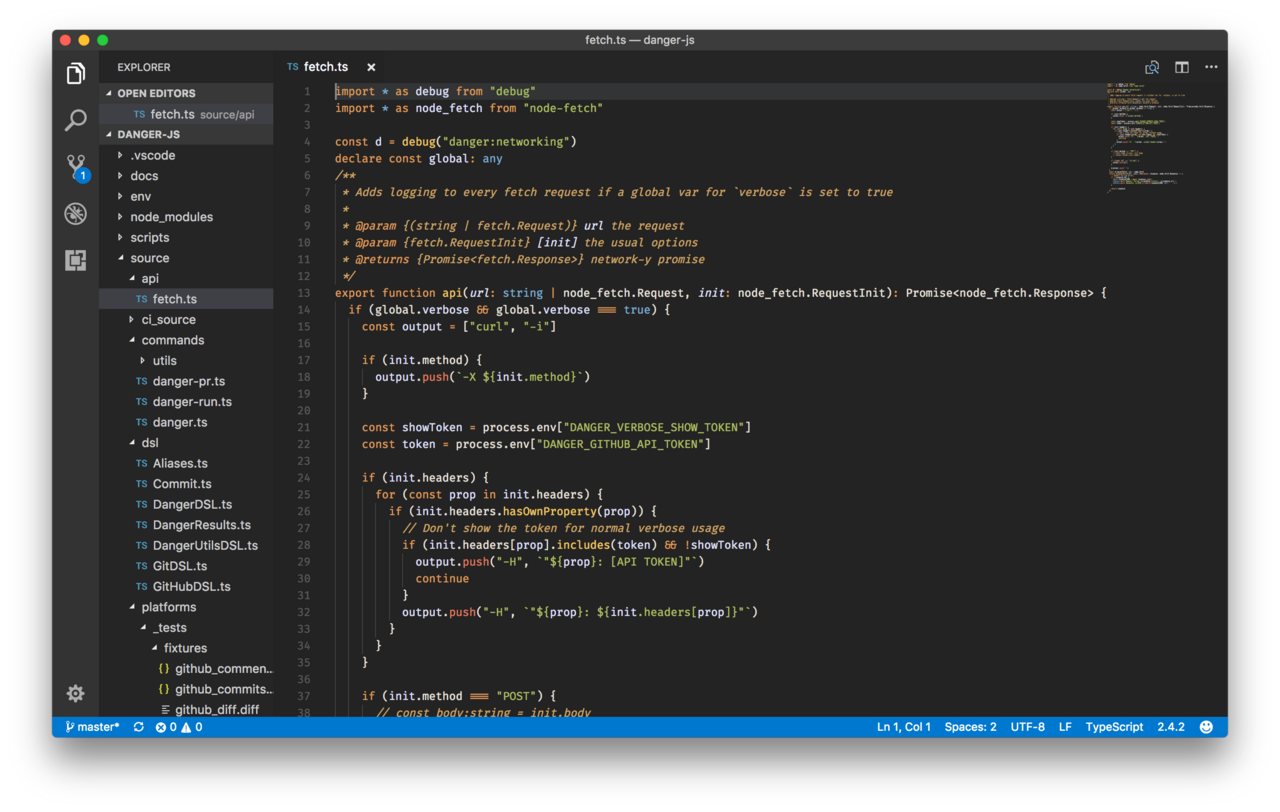 fetch.ts — danger-js
EXPLORER
OPEN EDITORS
TS fetch.ts source/api
DANGER-JS
.vscode
docs
env
node_modules
scripts
source
api
TS fetch.ts
ci_source
commands
utils
TS danger-pr.ts
TS danger-run.ts
TS danger.ts
dsl
TS Aliases.ts
TS Commit.ts
TS DangerDSL.ts
TS DangerResults.ts
TS DangerUtilsDSL.ts
TS GitDSL.ts
TS GitHubDSL.ts
platforms
_tests
fixtures
{} github_commen...
{} github_commits...
github_diff.diff
1
TS fetch.ts ×
1 import * as debug from "debug"
2 import * as node_fetch from "node-fetch"
3
4 const d = debug("danger:networking")
5 declare const global: any
6 /**
7 * Adds logging to every fetch request if a global var for `verbose` is set to true
8 *
9 * @param {(string | fetch.Request)} url the request
10 * @param {fetch.RequestInit} [init] the usual options
11 * @returns {Promise<fetch.Response>} network-y promise
12 */
13 export function api(url: string | node_fetch.Request, init: node_fetch.RequestInit): Promise<node_fetch.Response> {
14 if (global.verbose && global.verbose === true) {
15 const output = ["curl", "-i"]
16
17 if (init.method) {
18 output.push(`-X ${init.method}`)
19 }
20
21 const showToken = process.env["DANGER_VERBOSE_SHOW_TOKEN"]
22 const token = process.env["DANGER_GITHUB_API_TOKEN"]
23
24 if (init.headers) {
25 for (const prop in init.headers) {
26 if (init.headers.hasOwnProperty(prop)) {
27 // Don't show the token for normal verbose usage
28 if (init.headers[prop].includes(token) && !showToken) {
29 output.push("-H", `"${prop}: [API TOKEN]"`)
30 continue
31 }
32 output.push("-H", `"${prop}: ${init.headers[prop]}"`)
33 }
34 }
35 }
36
37 if (init.method === "POST") {
38 // const body:string = init.body
master* 0 0
Ln 1, Col 1 Spaces: 2 UTF-8 LF TypeScript 2.4.2